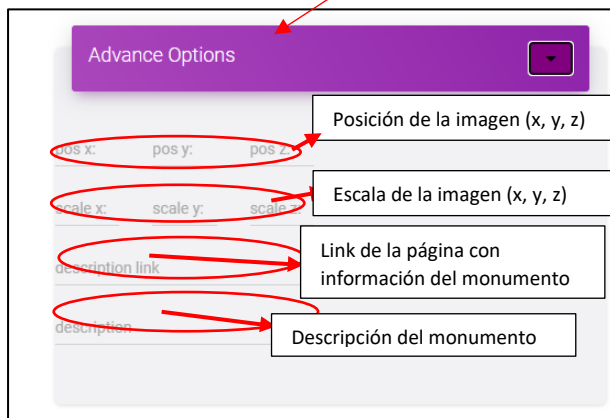 Advance Options
Posición de la imagen (x, y, z)
pos x: pos y: pos z:
Escala de la imagen (x, y, z)
scale x: scale y: scale z:
Link de la página con
información del monumento
description link
description
Descripción del monumento